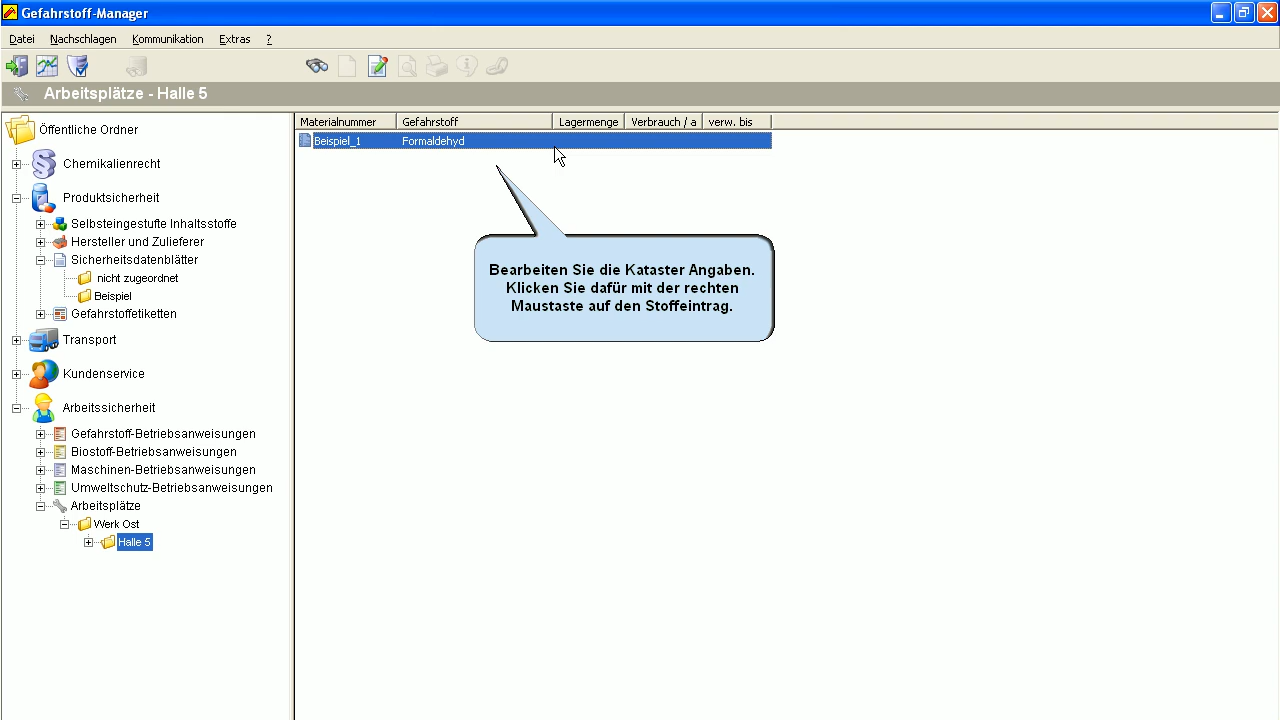 Gefahrstoff-Manager
Datei Nachschlagen Kommunikation Extras ?
Arbeitsplätze - Halle 5
Öffentliche Ordner
Chemikalienrecht
Produktsicherheit
Selbsteingestufte Inhaltsstoffe
Hersteller und Zulieferer
Sicherheitsdatenblätter
nicht zugeordnet
Beispiel
Gefahrstoffetiketten
Transport
Kundenservice
Arbeitssicherheit
Gefahrstoff-Betriebsanweisungen
Biostoff-Betriebsanweisungen
Maschinen-Betriebsanweisungen
Umweltschutz-Betriebsanweisungen
Arbeitsplätze
Werk Ost
Halle 5
Materialnummer Gefahrstoff Lagermenge Verbrauch / a verw. bis
Beispiel_1 Formaldehyd
Bearbeiten Sie die Kataster Angaben.
Klicken Sie dafür mit der rechten
Maustaste auf den Stoffeintrag.